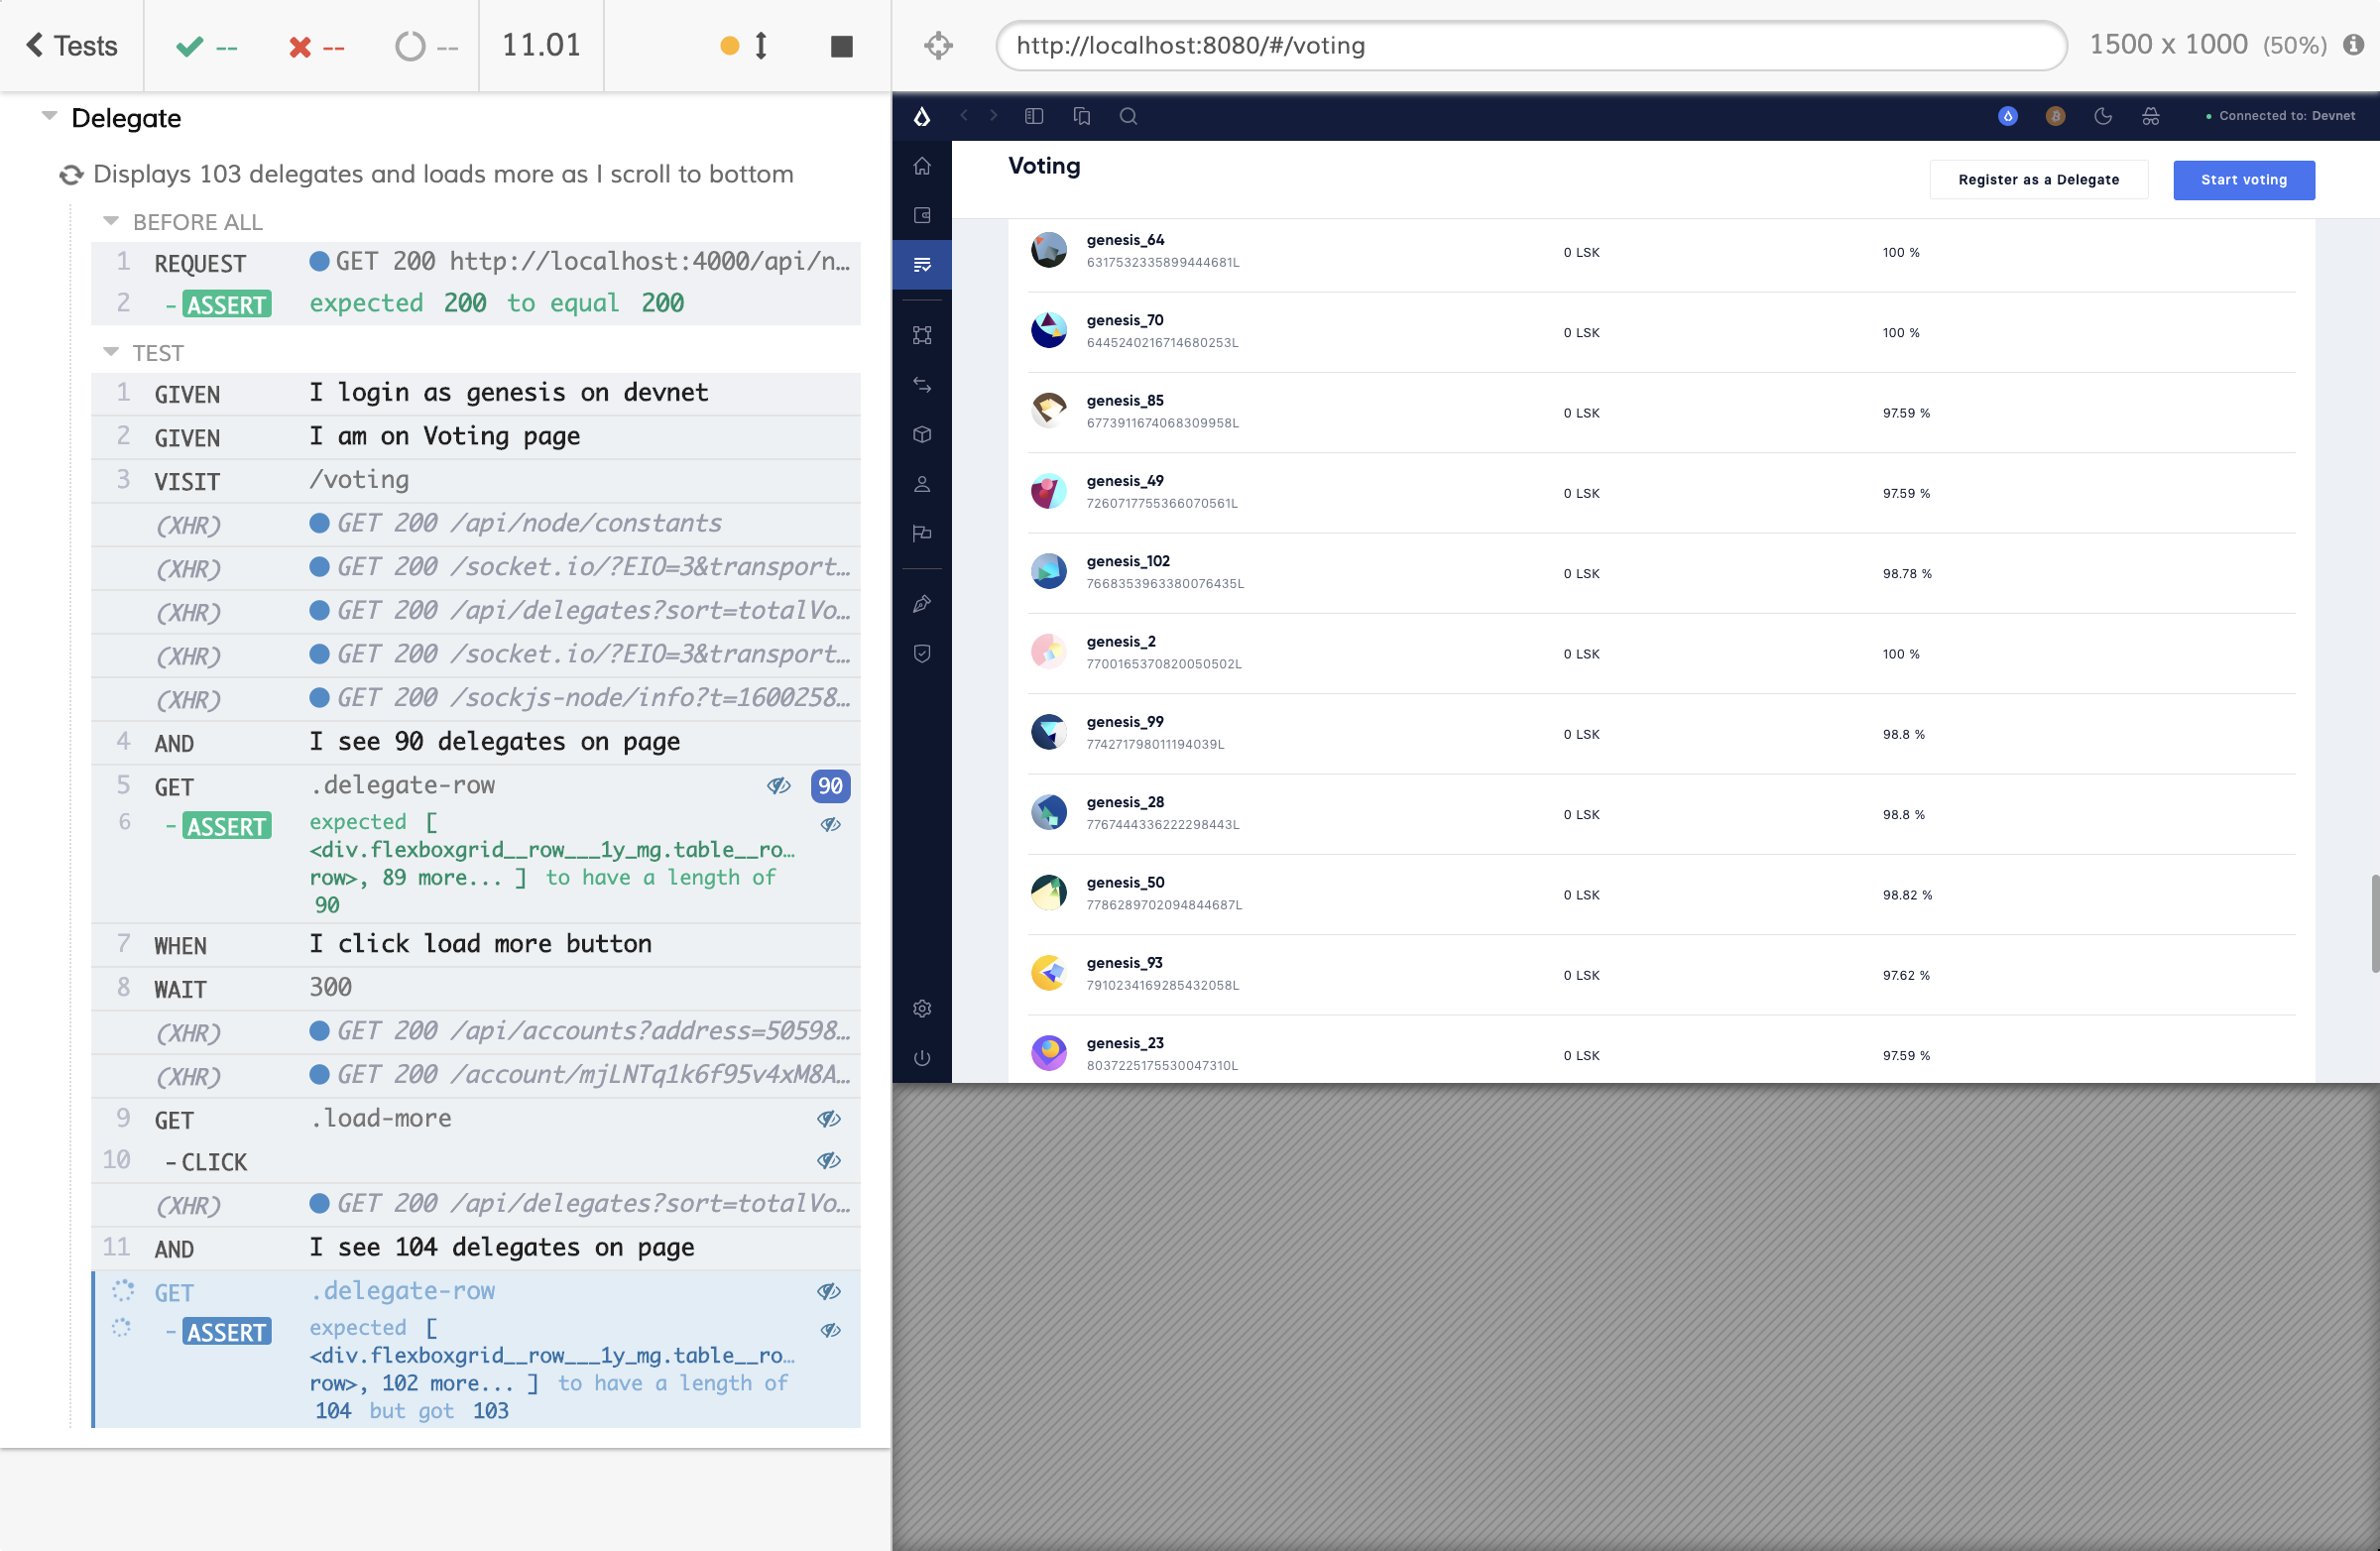 Tests
--
--
--
11.01
http://localhost:8080/#/voting
1500 x 1000 (50%)
Delegate
Displays 103 delegates and loads more as I scroll to bottom
BEFORE ALL
1 REQUEST GET 200 http://localhost:4000/api/n...
2 -ASSERT expected 200 to equal 200
TEST
1 GIVEN I login as genesis on devnet
2 GIVEN I am on Voting page
3 VISIT /voting
(XHR) GET 200 /api/node/constants
(XHR) GET 200 /socket.io/?EIO=3&transport...
(XHR) GET 200 /api/delegates?sort=totalVo...
(XHR) GET 200 /socket.io/?EIO=3&transport...
(XHR) GET 200 /sockjs-node/info?t=1600258...
4 AND I see 90 delegates on page
5 GET .delegate-row 90
6 -ASSERT expected [
<div.flexboxgrid__row___1y_mg.table__ro...
row>, 89 more... ] to have a length of
90
7 WHEN I click load more button
8 WAIT 300
(XHR) GET 200 /api/accounts?address=50598...
(XHR) GET 200 /account/mjLNTq1k6f95v4xM8A...
9 GET .load-more
10 -CLICK
(XHR) GET 200 /api/delegates?sort=totalVo...
11 AND I see 104 delegates on page
GET .delegate-row
-ASSERT expected [
<div.flexboxgrid__row___1y_mg.table__ro...
row>, 102 more... ] to have a length of
104 but got 103
Connected to: Devnet
Voting
Register as a Delegate
Start voting
genesis_64
6317532335899444681L
0 LSK
100 %
genesis_70
6445240216714680253L
0 LSK
100 %
genesis_85
6773911674068309958L
0 LSK
97.59 %
genesis_49
7260717755366070561L
0 LSK
97.59 %
genesis_102
7668353963380076435L
0 LSK
98.78 %
genesis_2
7700165370820050502L
0 LSK
100 %
genesis_99
774271798011194039L
0 LSK
98.8 %
genesis_28
7767444336222298443L
0 LSK
98.8 %
genesis_50
7786289702094844687L
0 LSK
98.82 %
genesis_93
7910234169285432058L
0 LSK
97.62 %
genesis_23
8037225175530047310L
0 LSK
97.59 %